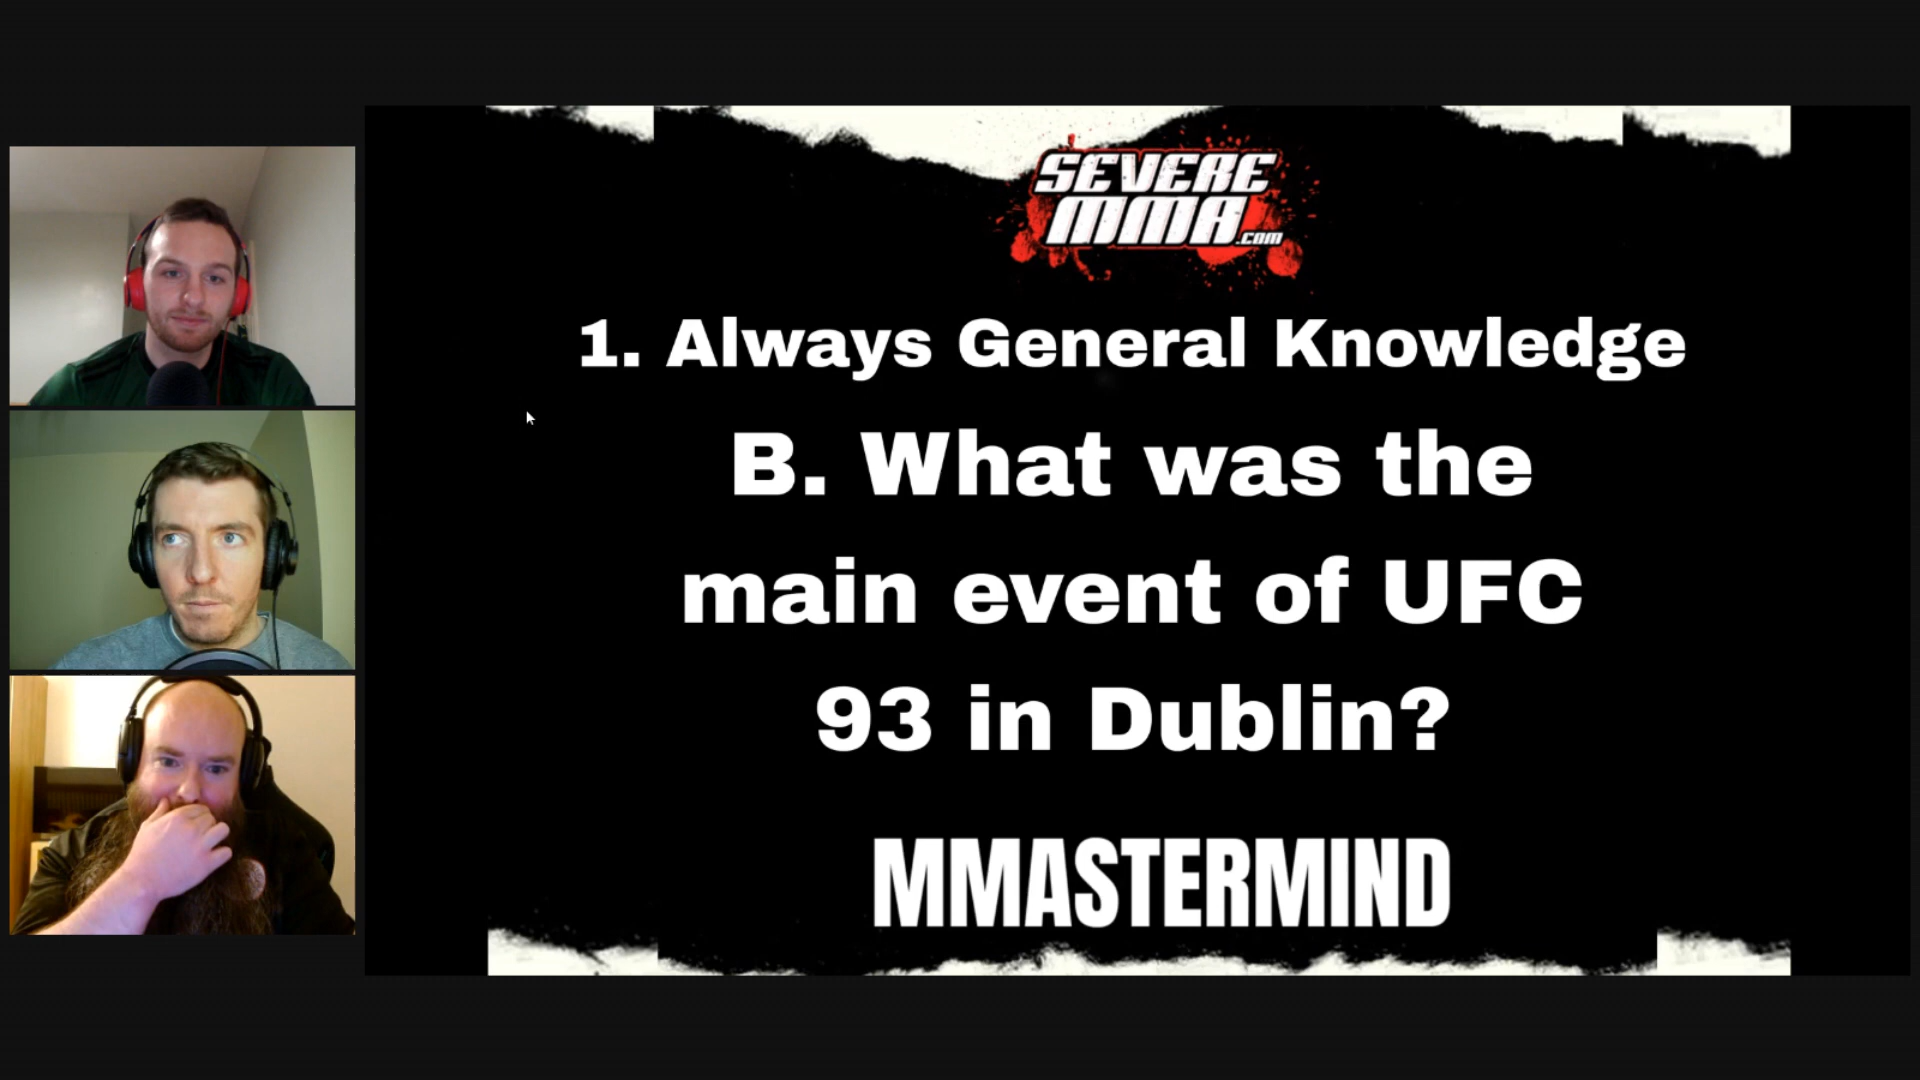 SEVERE
MMA.COM
1. Always General Knowledge
B. What was the
main event of UFC
93 in Dublin?
MMASTERMIND